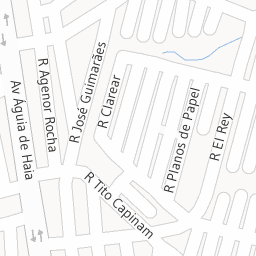 Av Águia de Haia
R Agenor Rocha
R José Guimarães
R Clarear
R Planos de Papel
R El Rey
R Tito Capinam